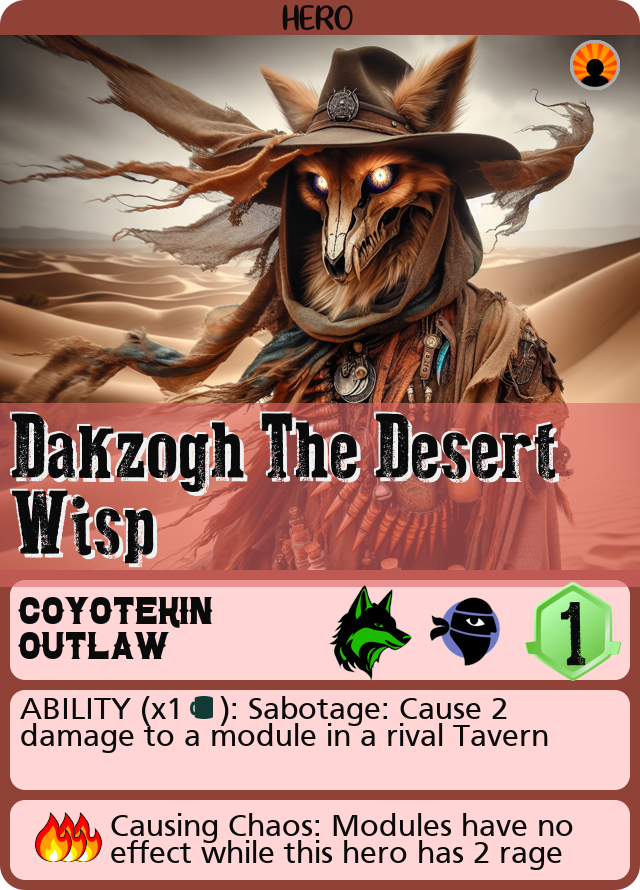 HERO
Dakzogh The Desert
Wisp
COYOTEKIN
OUTLAW
1
ABILITY (x1 ): Sabotage: Cause 2
damage to a module in a rival Tavern
Causing Chaos: Modules have no
effect while this hero has 2 rage